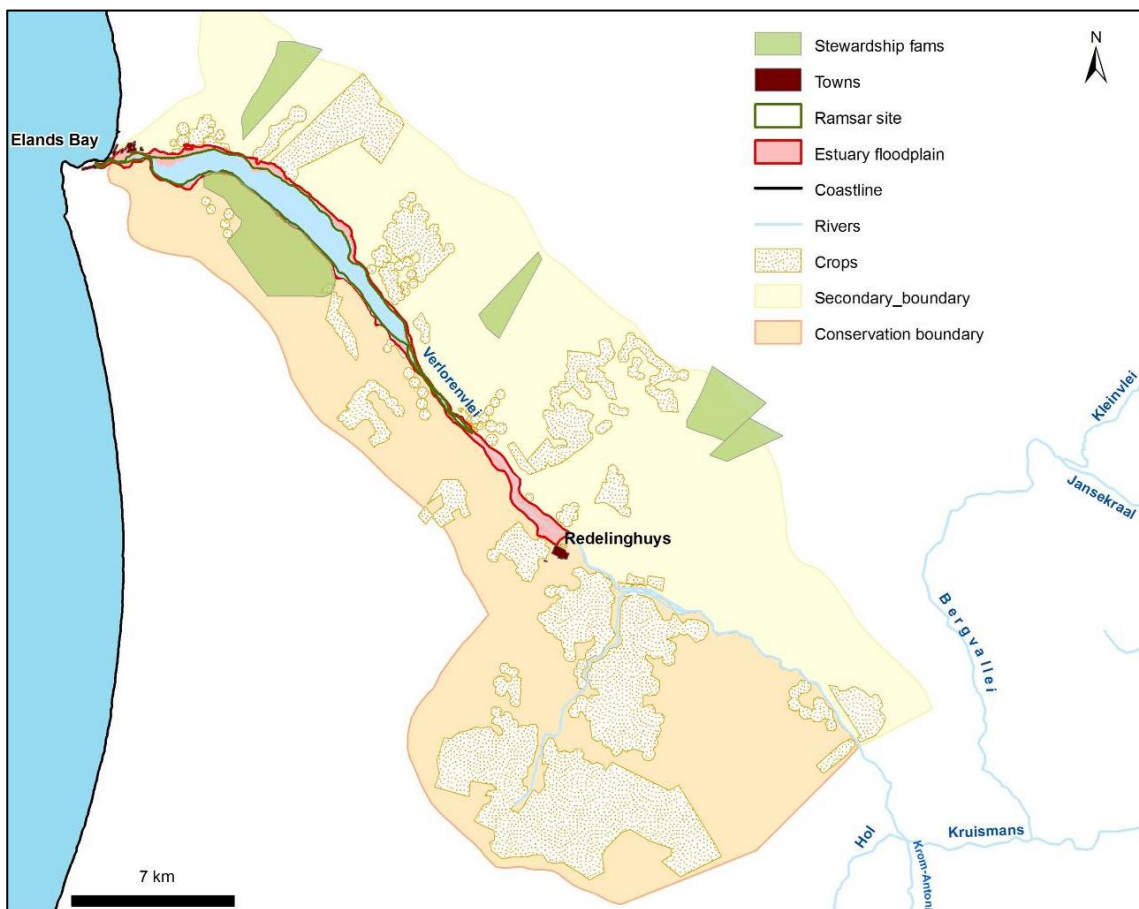 N
Stewardship fams
Towns
Ramsar site
Estuary floodplain
Coastline
Rivers
Crops
Secondary_boundary
Conservation boundary
Elands Bay
Verlorenvlei
Redelinghuys
Kleinvlei
Jansekraal
Bergvallei
Kruismans
Hol
7 km